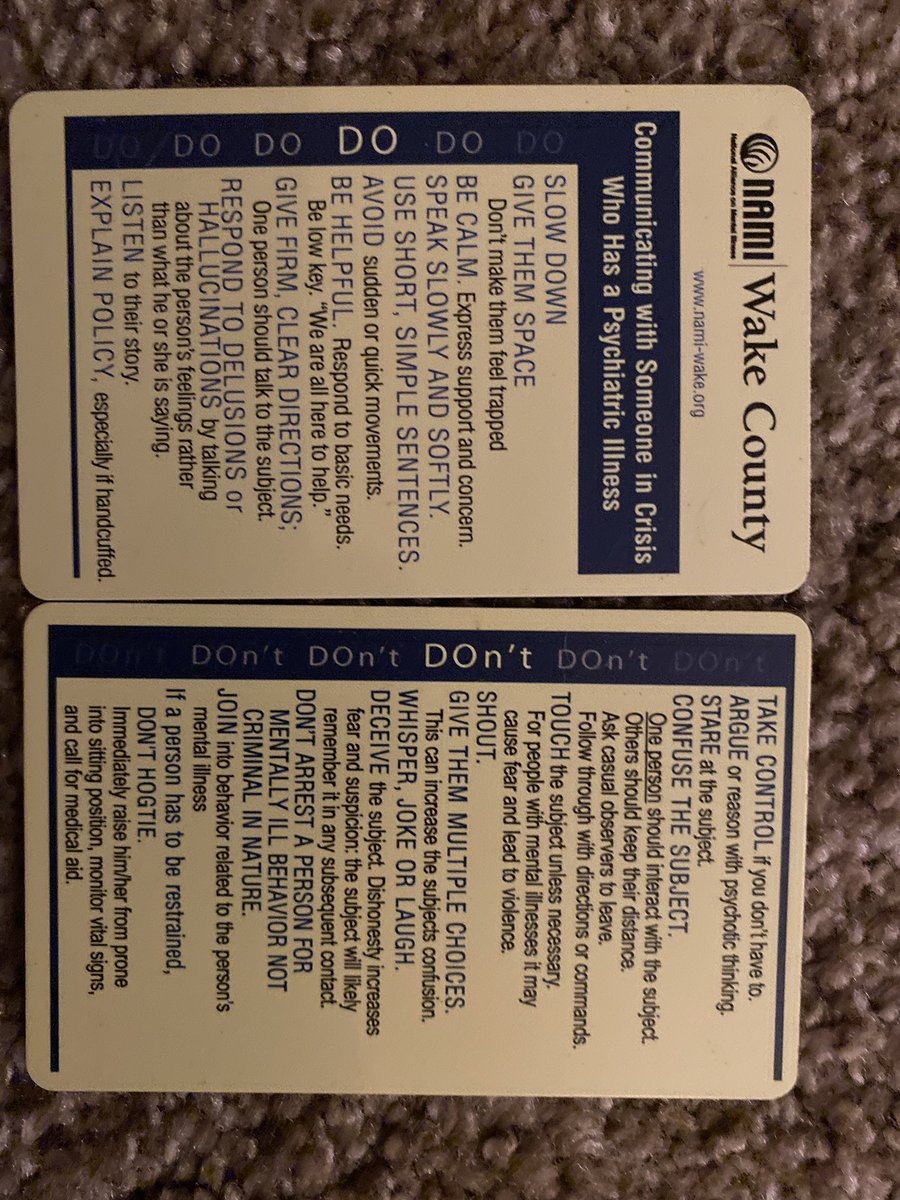 NAMI | Wake County
National Alliance on Mental Illness
www.nami-wake.org
Communicating with Someone in Crisis
Who Has a Psychiatric Illness
DO DO DO DO DO DO
SLOW DOWN
GIVE THEM SPACE
Don't make them feel trapped
BE CALM. Express support and concern.
SPEAK SLOWLY AND SOFTLY.
USE SHORT, SIMPLE SENTENCES.
AVOID sudden or quick movements.
BE HELPFUL. Respond to basic needs.
Be low key. "We are all here to help."
GIVE FIRM, CLEAR DIRECTIONS;
One person should talk to the subject.
RESPOND TO DELUSIONS or
HALLUCINATIONS by talking
about the person's feelings rather
than what he or she is saying.
LISTEN to their story.
EXPLAIN POLICY, especially if handcuffed.
DOn't DOn't DOn't DOn't DOn't DOn't
TAKE CONTROL if you don't have to.
ARGUE or reason with psychotic thinking.
STARE at the subject.
CONFUSE THE SUBJECT.
One person should interact with the subject.
Others should keep their distance.
Ask casual observers to leave.
Follow through with directions or commands.
TOUCH the subject unless necessary.
For people with mental illnesses it may
cause fear and lead to violence.
SHOUT.
GIVE THEM MULTIPLE CHOICES.
This can increase the subjects confusion.
WHISPER, JOKE OR LAUGH.
DECEIVE the subject. Dishonesty increases
fear and suspicion: the subject will likely
remember it in any subsequent contact.
DON'T ARREST A PERSON FOR
MENTALLY ILL BEHAVIOR NOT
CRIMINAL IN NATURE.
JOIN into behavior related to the person's
mental illness
If a person has to be restrained,
DON'T HOGTIE.
Immediately raise him/her from prone
into sitting position, monitor vital signs,
and call for medical aid.